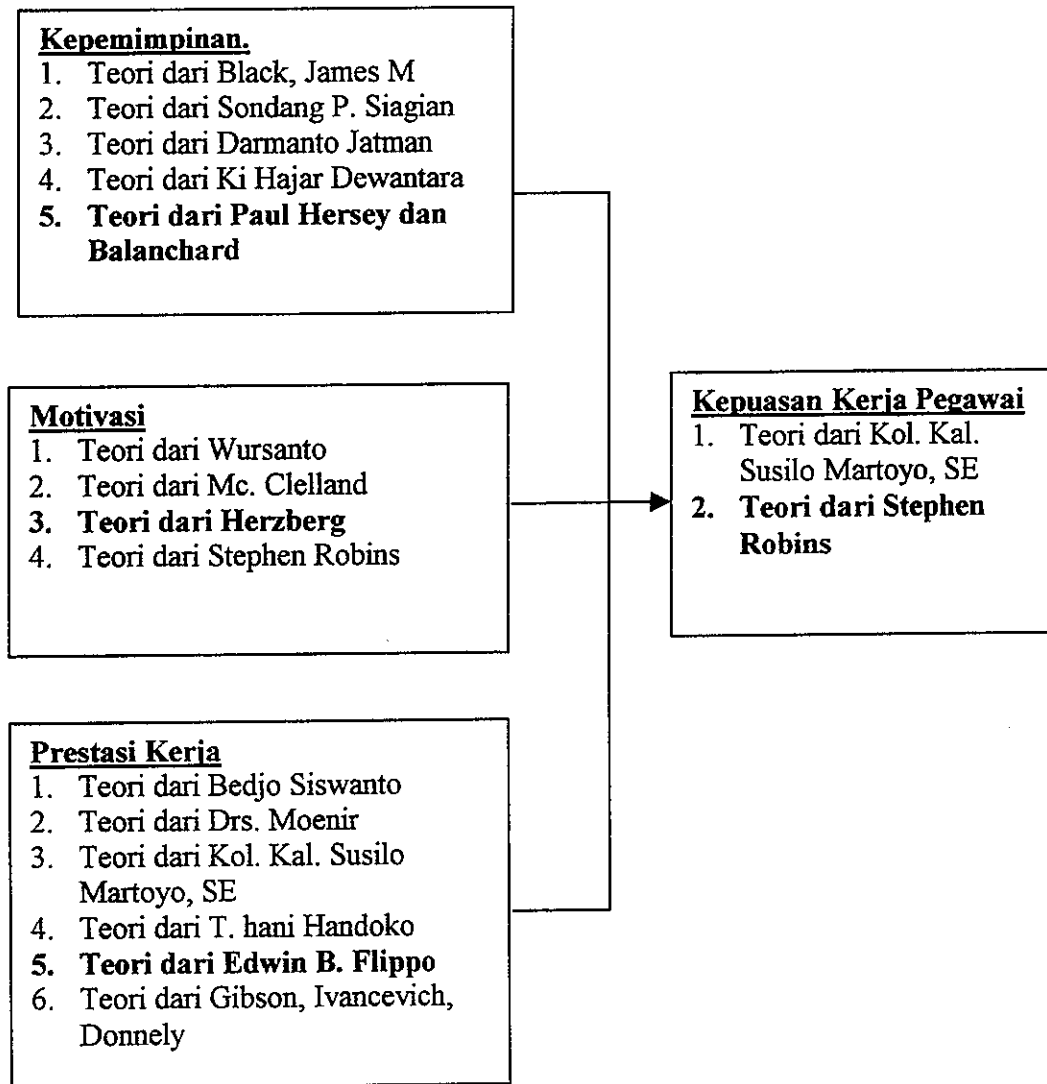 Kepemimpinan.
1. Teori dari Black, James M
2. Teori dari Sondang P. Siagian
3. Teori dari Darmanto Jatman
4. Teori dari Ki Hajar Dewantara
5. Teori dari Paul Hersey dan
Balanchard
Motivasi
1. Teori dari Wursanto
2. Teori dari Mc. Clelland
3. Teori dari Herzberg
4. Teori dari Stephen Robins
Kepuasan Kerja Pegawai
1. Teori dari Kol. Kal.
Susilo Martoyo, SE
2. Teori dari Stephen
Robins
Prestasi Kerja
1. Teori dari Bedjo Siswanto
2. Teori dari Drs. Moenir
3. Teori dari Kol. Kal. Susilo
Martoyo, SE
4. Teori dari T. hani Handoko
5. Teori dari Edwin B. Flippo
6. Teori dari Gibson, Ivancevich,
Donnely